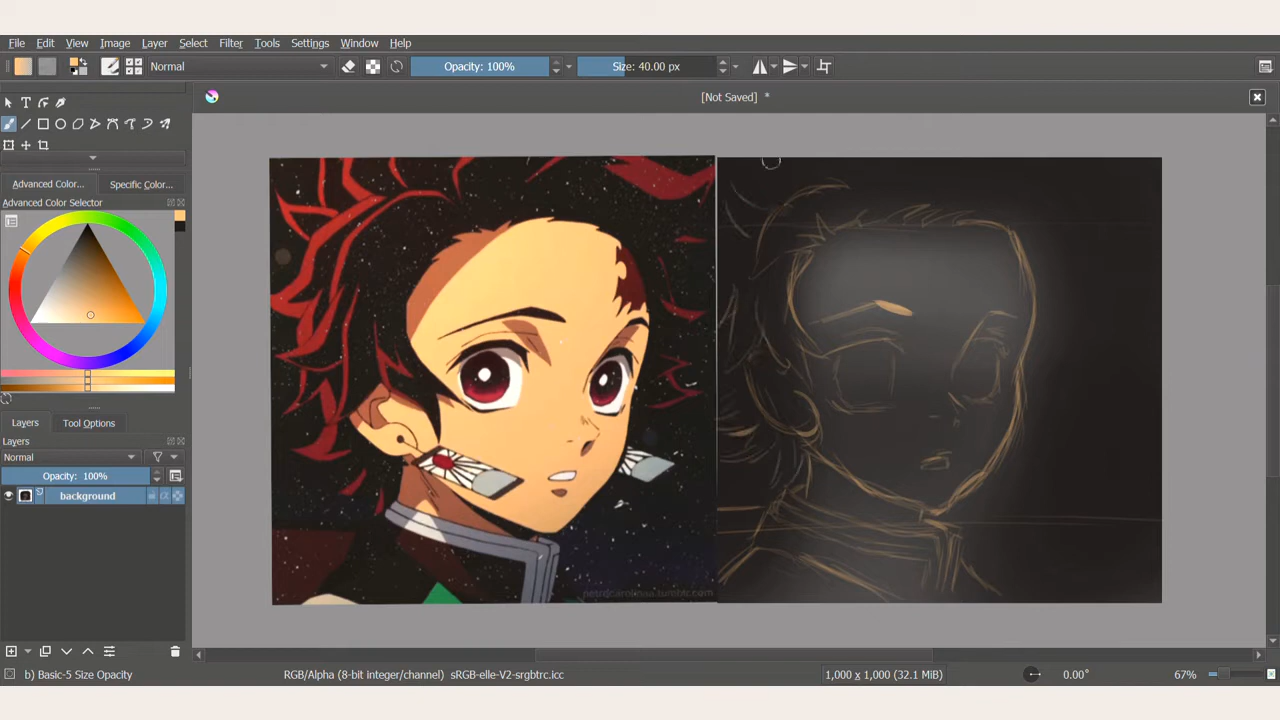 File Edit View Image Layer Select Filter Tools Settings Window Help
Normal Opacity: 100% Size: 40.00 px
[Not Saved] *
Advanced Color... Specific Color...
Advanced Color Selector
Layers Tool Options
Layers
Normal
Opacity: 100%
background
b) Basic-5 Size Opacity RGB/Alpha (8-bit integer/channel) sRGB-elle-V2-srgbtrc.icc 1,000 x 1,000 (32.1 MiB) 0.00° 67%